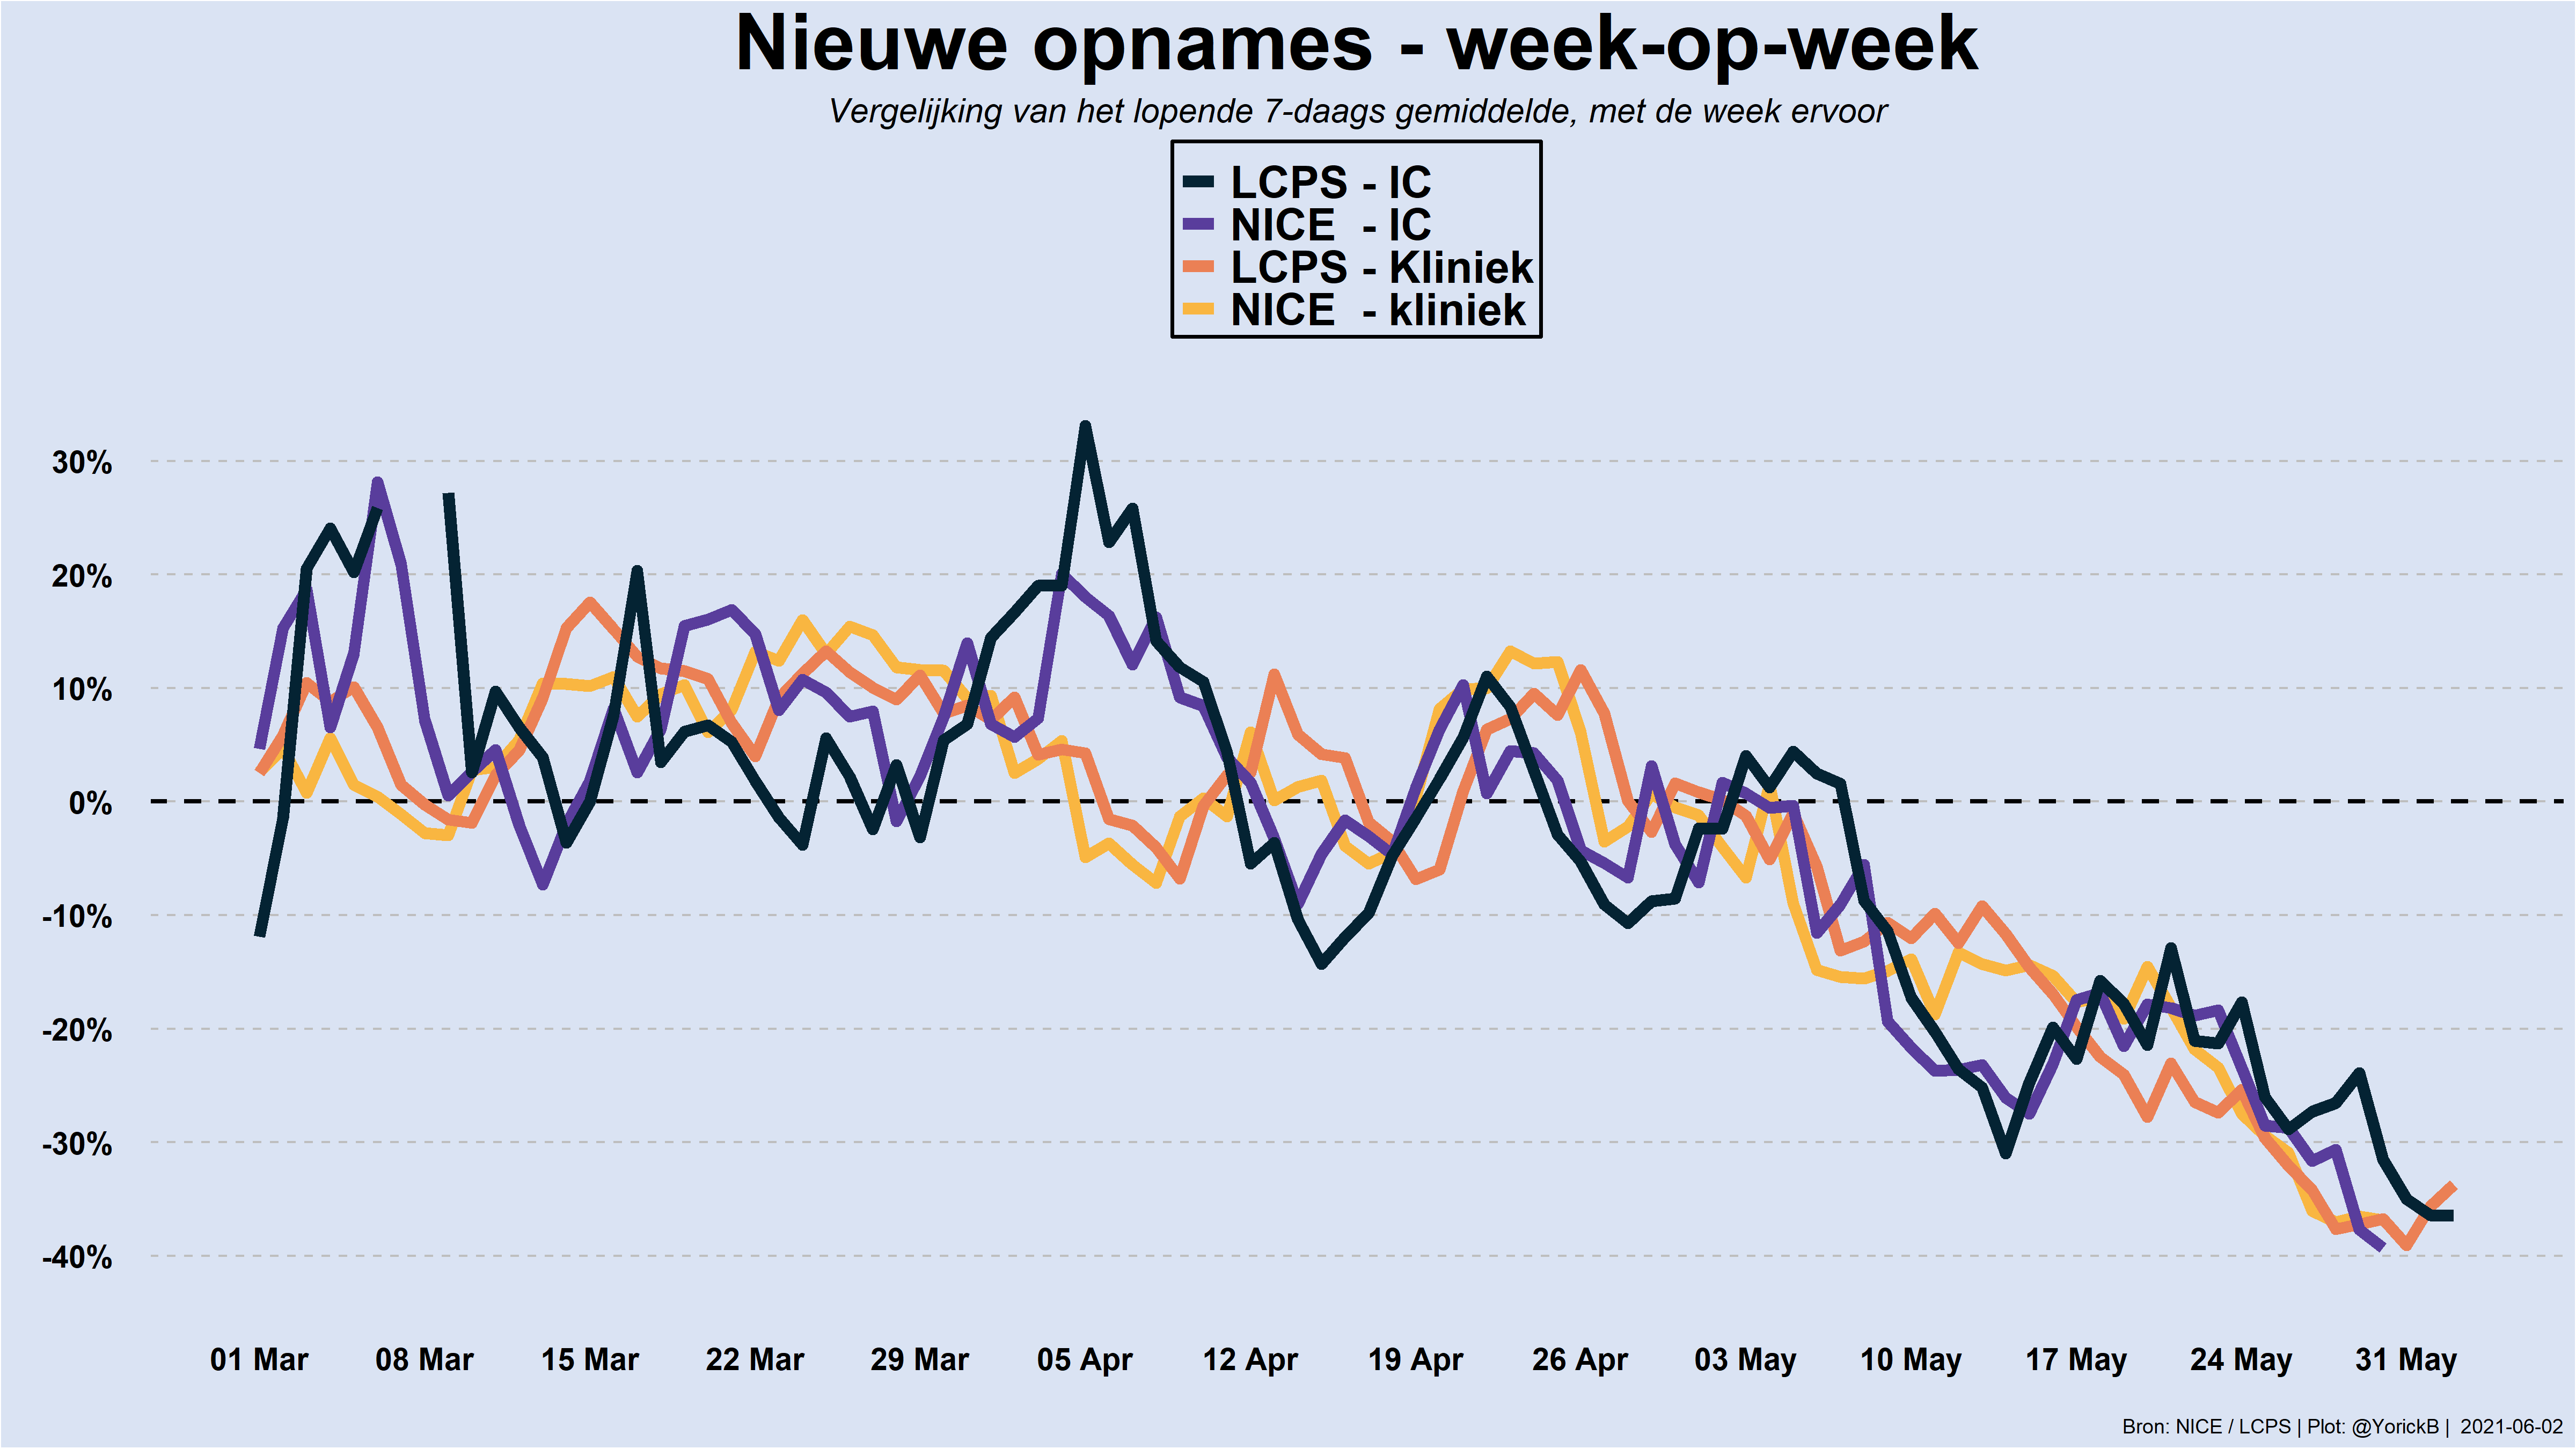 Nieuwe opnames - week-op-week
Vergelijking van het lopende 7-daags gemiddelde, met de week ervoor
LCPS - IC
NICE - IC
LCPS - Kliniek
NICE - kliniek
30%
20%
10%
0%
-10%
-20%
-30%
-40%
01 Mar 08 Mar 15 Mar 22 Mar 29 Mar 05 Apr 12 Apr 19 Apr 26 Apr 03 May 10 May 17 May 24 May 31 May
Bron: NICE / LCPS | Plot: @YorickB | 2021-06-02